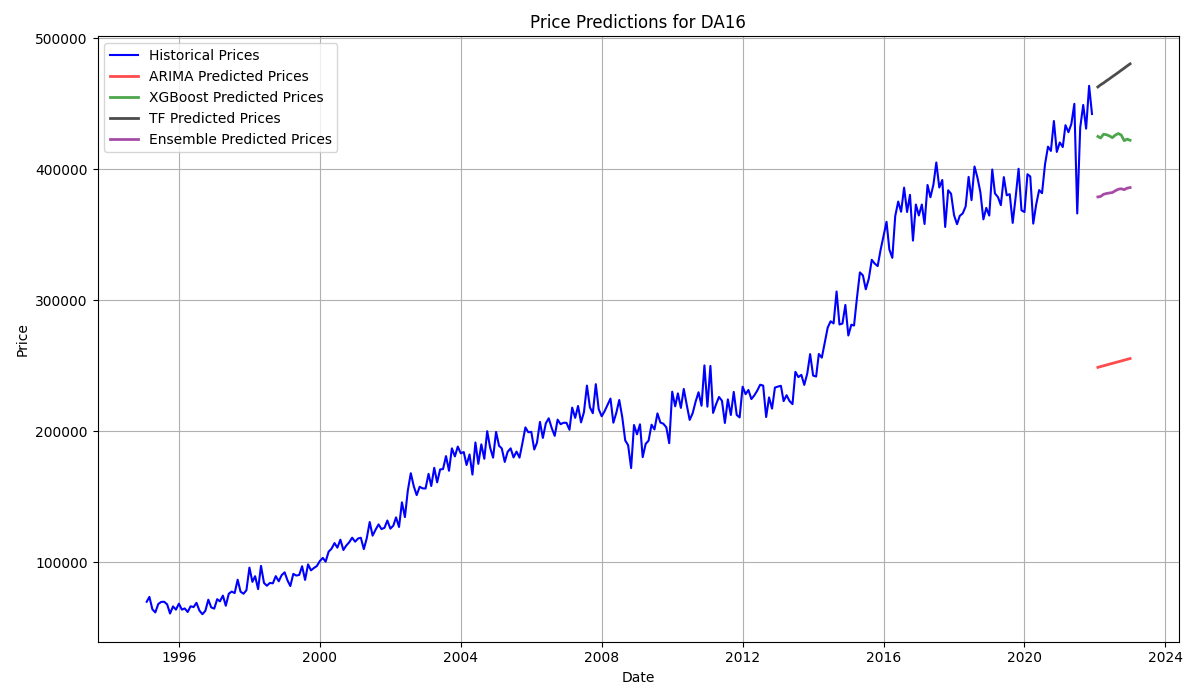 Price Predictions for DA16
500000
400000
300000
200000
100000
Price
Historical Prices
ARIMA Predicted Prices
XGBoost Predicted Prices
TF Predicted Prices
Ensemble Predicted Prices
1996 2000 2004 2008 2012 2016 2020 2024
Date